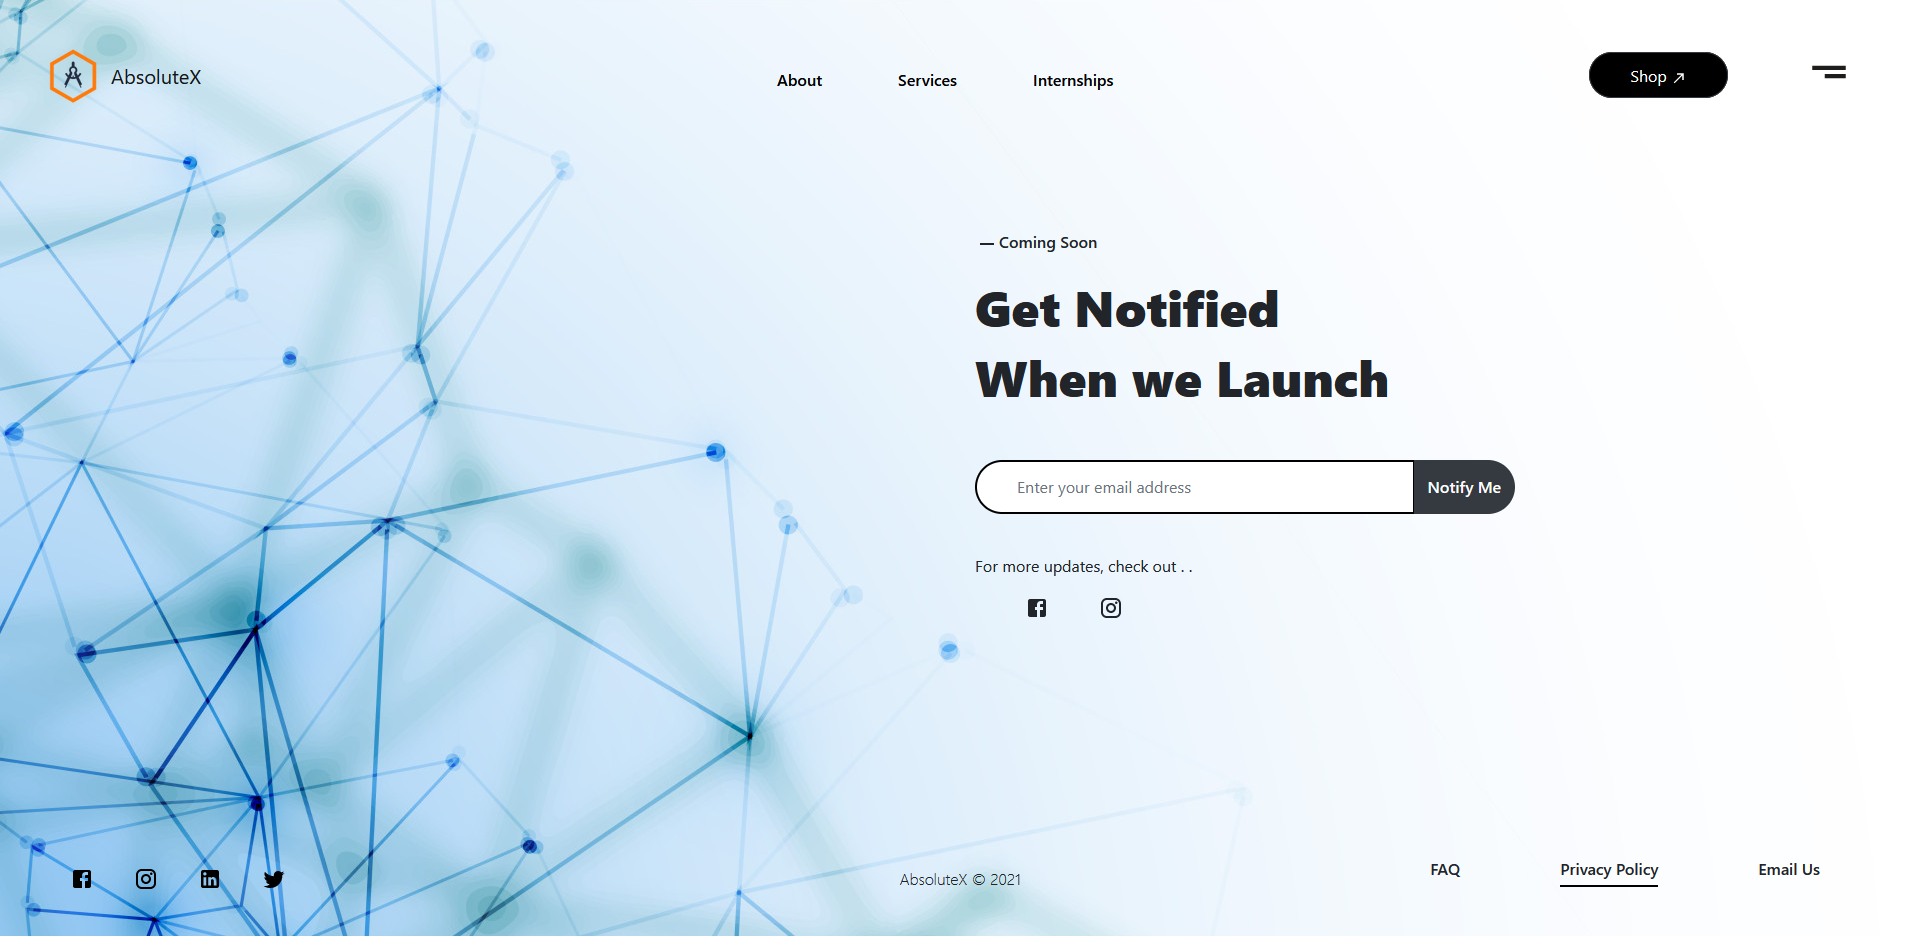 AbsoluteX
About
Services
Internships
Shop ↗
— Coming Soon
Get Notified
When we Launch
Enter your email address
Notify Me
For more updates, check out . .
AbsoluteX © 2021
FAQ
Privacy Policy
Email Us